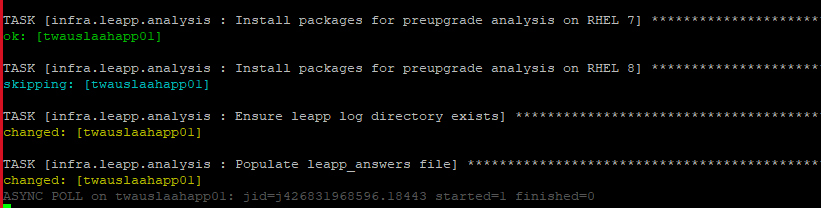 TASK [infra.leapp.analysis : Install packages for preupgrade analysis on RHEL 7] **********************
ok: [twauslaahapp01]
TASK [infra.leapp.analysis : Install packages for preupgrade analysis on RHEL 8] **********************
skipping: [twauslaahapp01]
TASK [infra.leapp.analysis : Ensure leapp log directory exists] ***************************************
changed: [twauslaahapp01]
TASK [infra.leapp.analysis : Populate leapp_answers file] *********************************************
changed: [twauslaahapp01]
ASYNC POLL on twauslaahapp01: jid=j426831968596.18443 started=1 finished=0